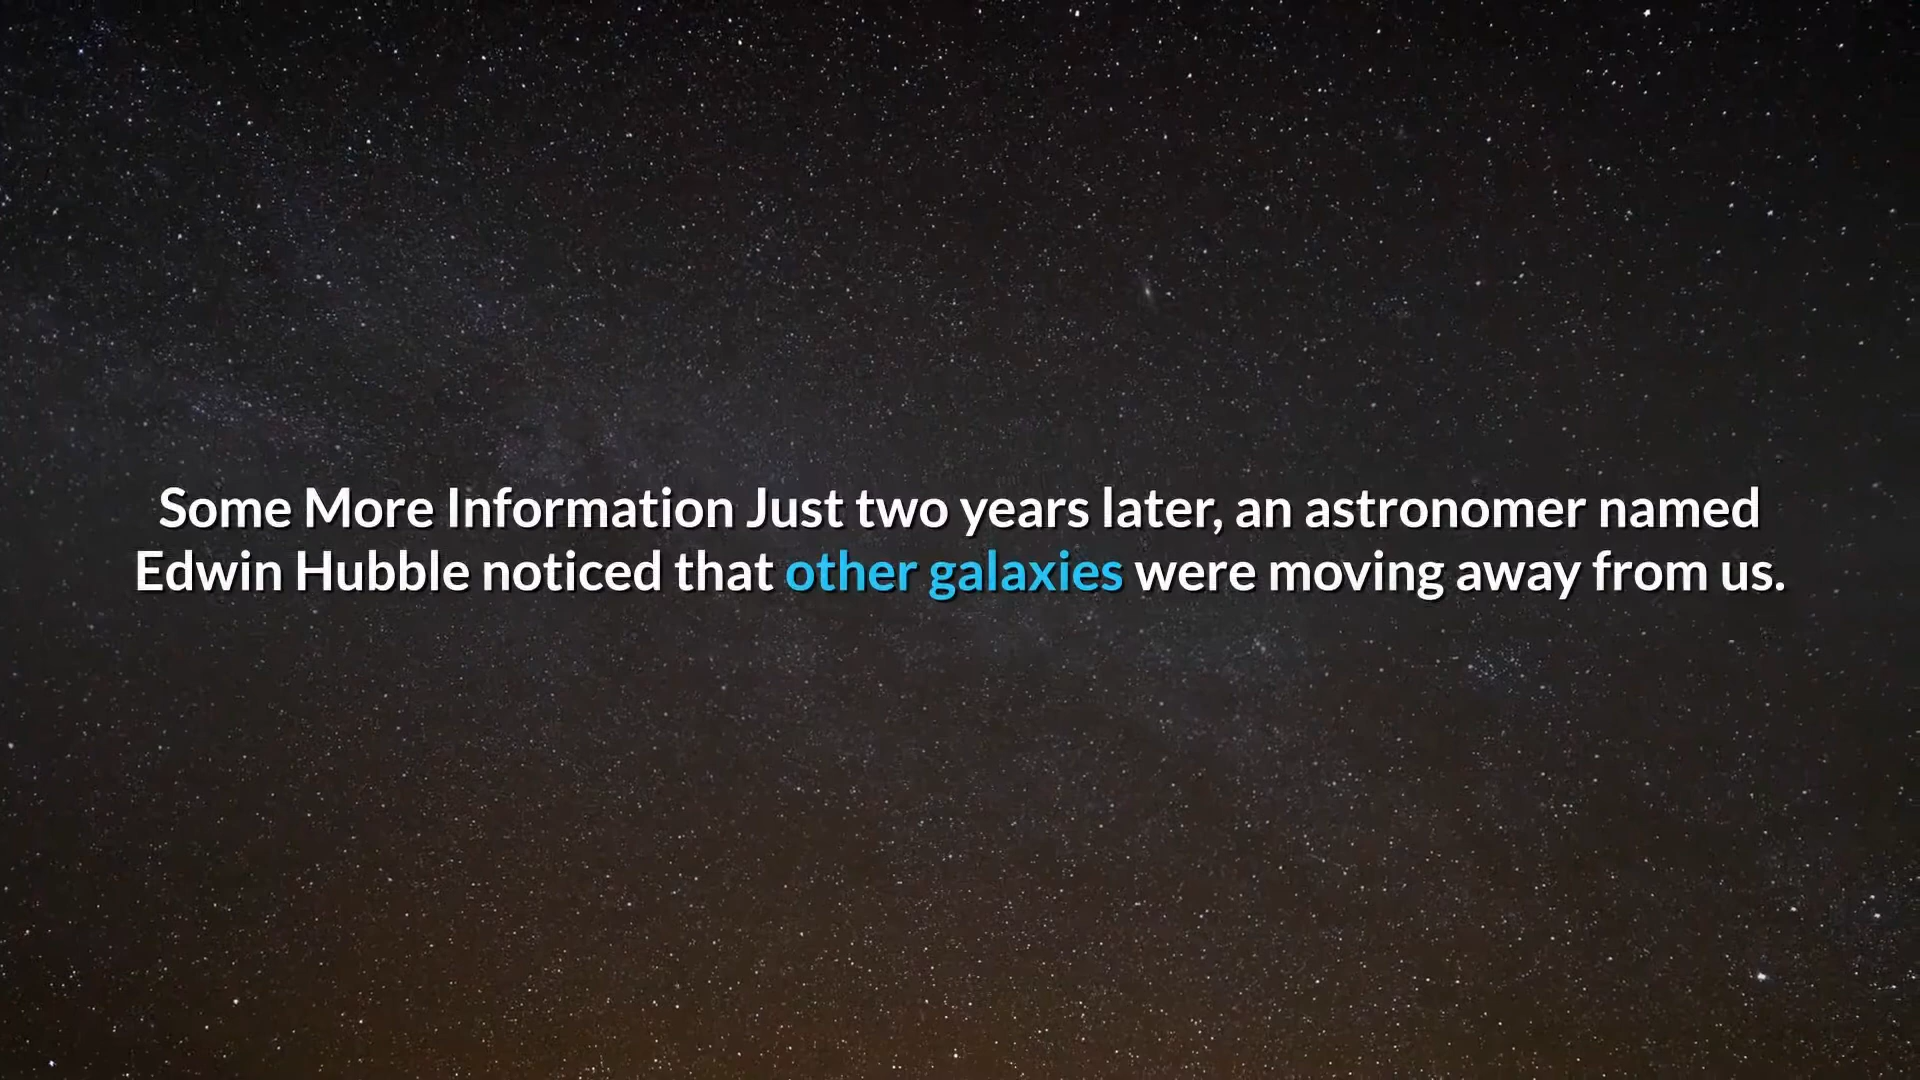 Some More Information Just two years later, an astronomer named
Edwin Hubble noticed that other galaxies were moving away from us.